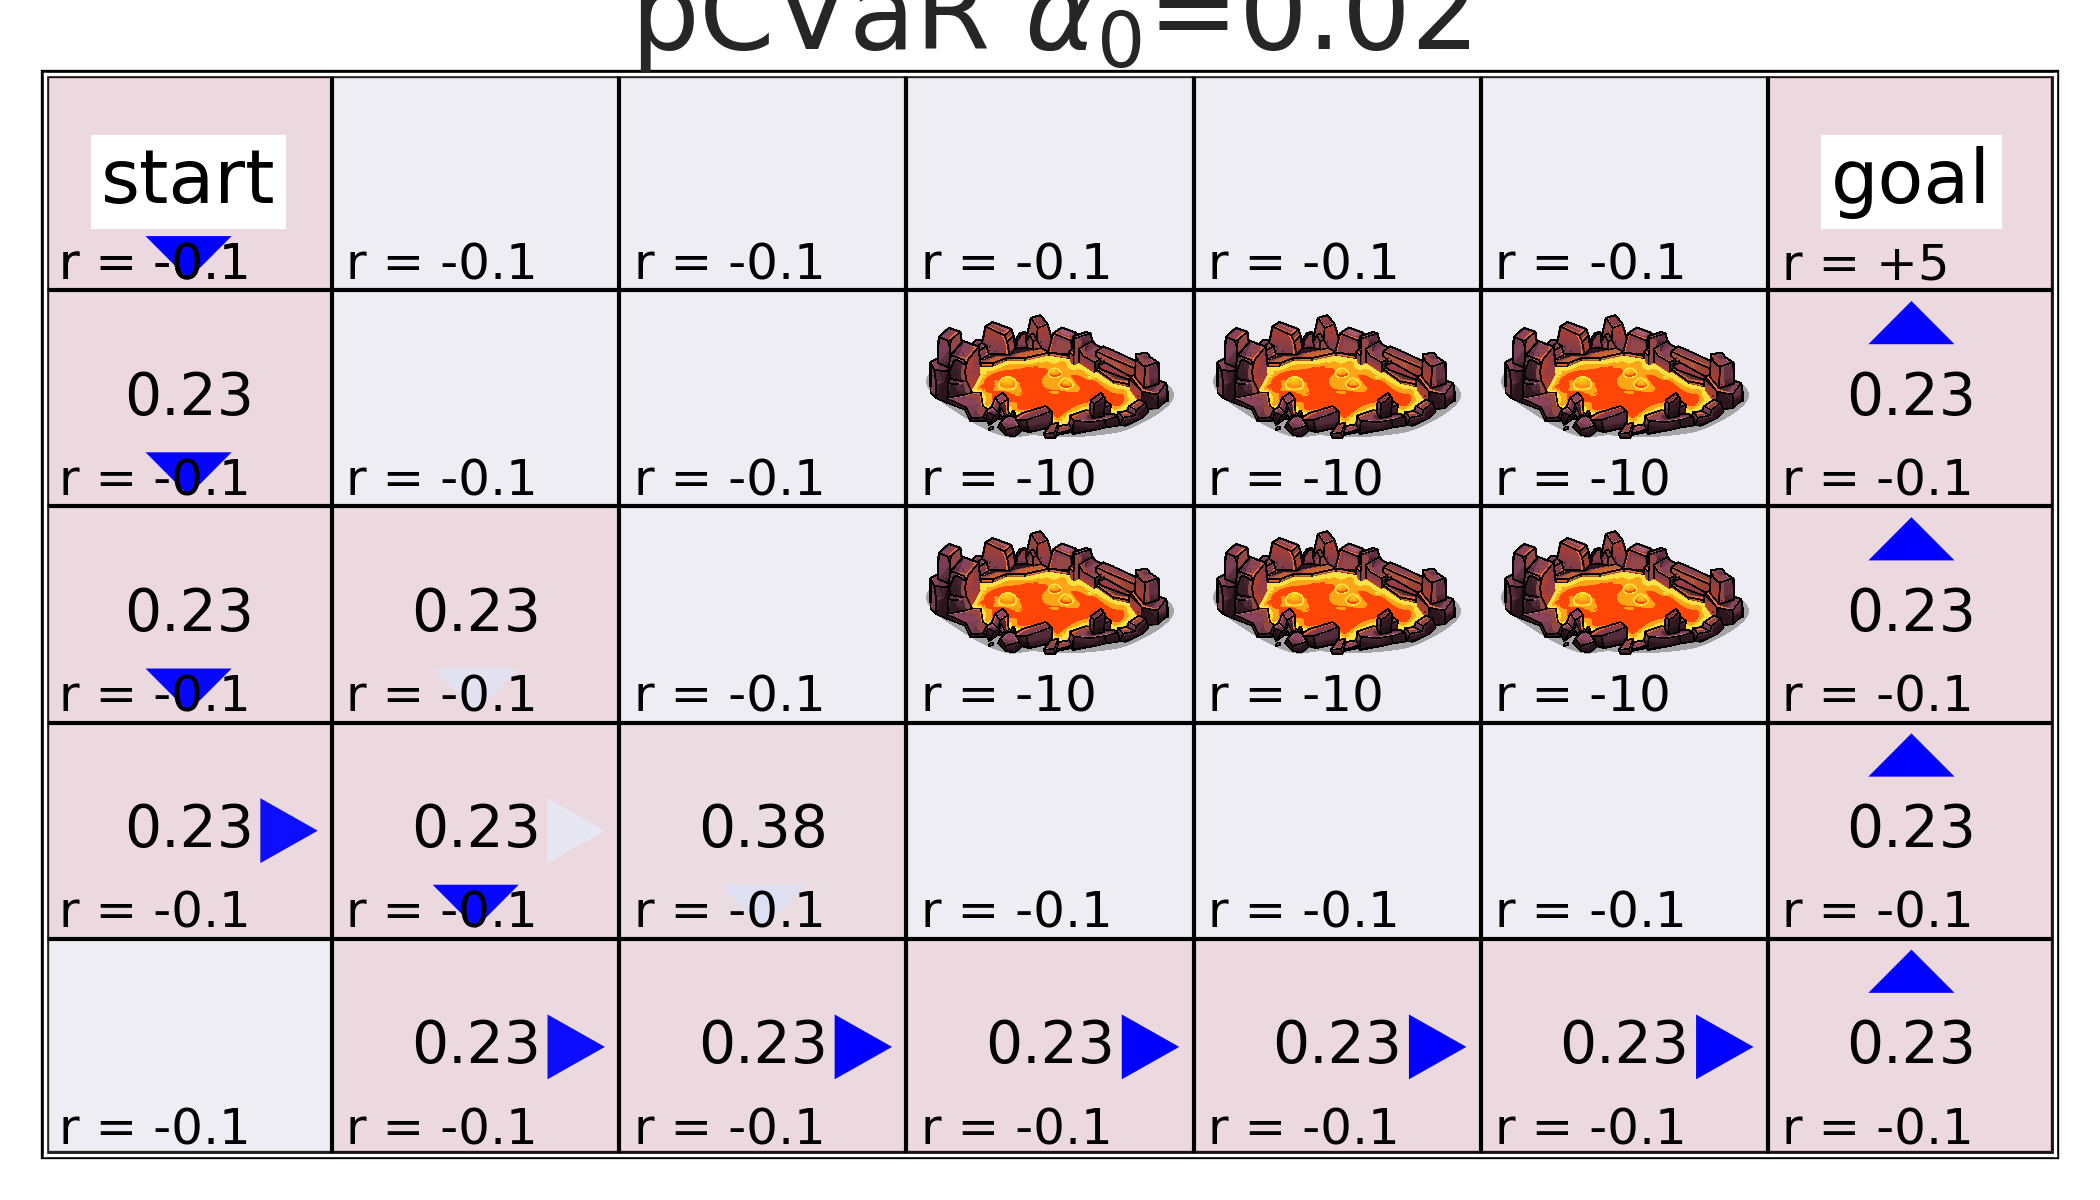 pCVaR α₀=0.02
start goal
r = -0.1 r = -0.1 r = -0.1 r = -0.1 r = -0.1 r = -0.1 r = +5
0.23 0.23
r = -0.1 r = -0.1 r = -0.1 r = -10 r = -10 r = -10 r = -0.1
0.23 0.23 0.23
r = -0.1 r = -0.1 r = -0.1 r = -10 r = -10 r = -10 r = -0.1
0.23 0.23 0.38 0.23
r = -0.1 r = -0.1 r = -0.1 r = -0.1 r = -0.1 r = -0.1 r = -0.1
0.23 0.23 0.23 0.23 0.23 0.23
r = -0.1 r = -0.1 r = -0.1 r = -0.1 r = -0.1 r = -0.1 r = -0.1